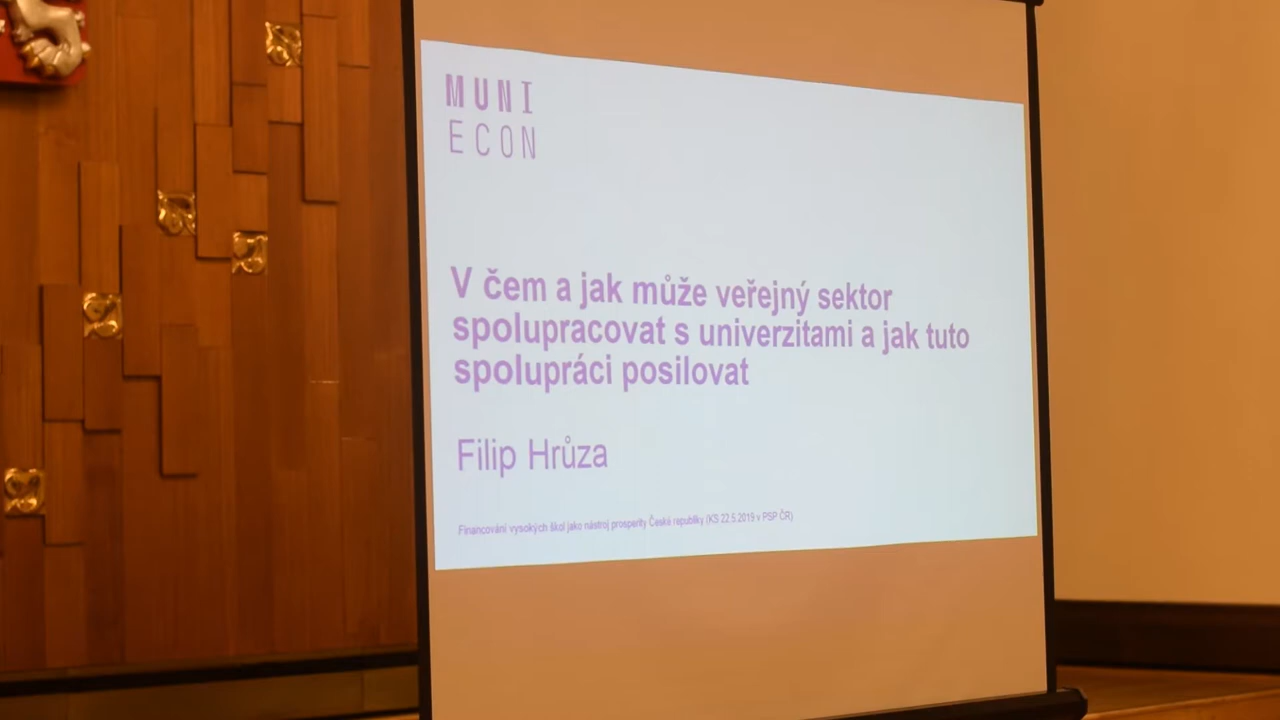 MUNI
ECON
V čem a jak může veřejný sektor
spolupracovat s univerzitami a jak tuto
spolupráci posilovat
Filip Hrůza
Financování vysokých škol jako nástroj prosperity České republiky (KS 22.5.2019 v PSP ČR)